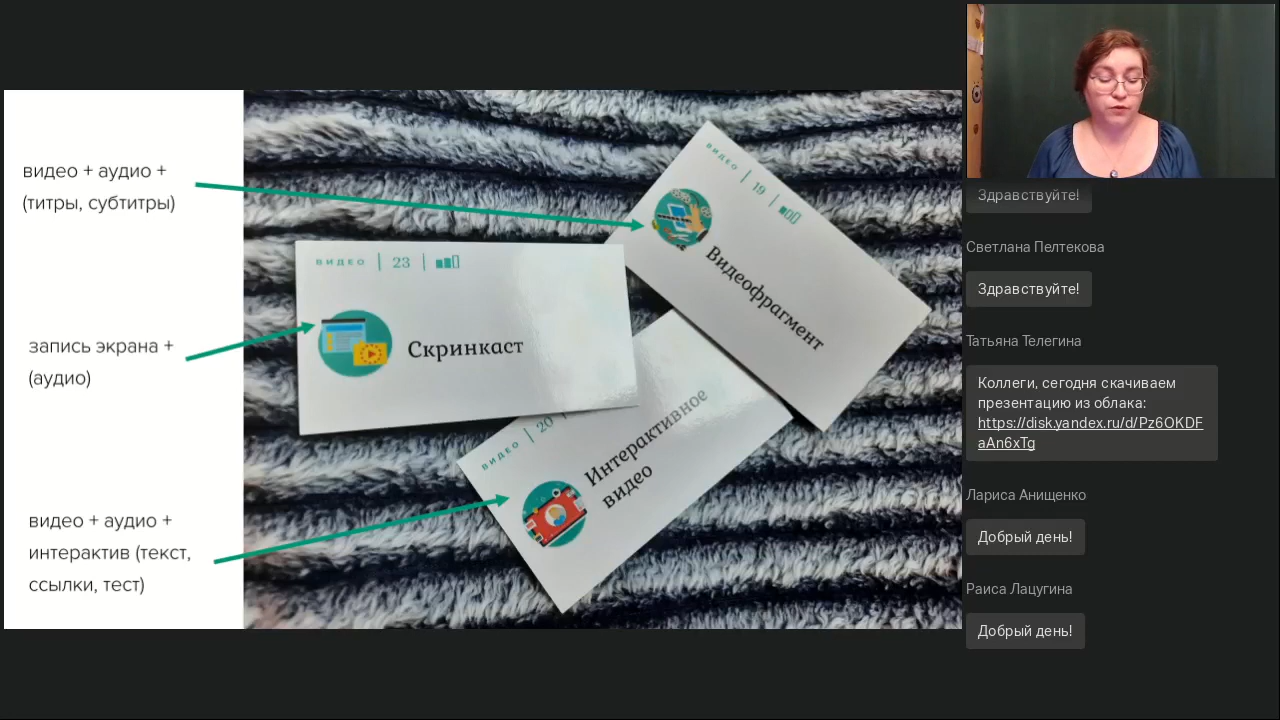 видео + аудио +
(титры, субтитры)
запись экрана +
(аудио)
видео + аудио +
интерактив (текст,
ссылки, тест)
ВИДЕО | 19 |
Видеофрагмент
ВИДЕО | 23 |
Скринкаст
ВИДЕО | 20 |
Интерактивное
видео
Здравствуйте!
Светлана Пелтекова
Здравствуйте!
Татьяна Телегина
Коллеги, сегодня скачиваем
презентацию из облака:
https://disk.yandex.ru/d/Pz6OKDF
aAn6xTg
Лариса Анищенко
Добрый день!
Раиса Лацугина
Добрый день!